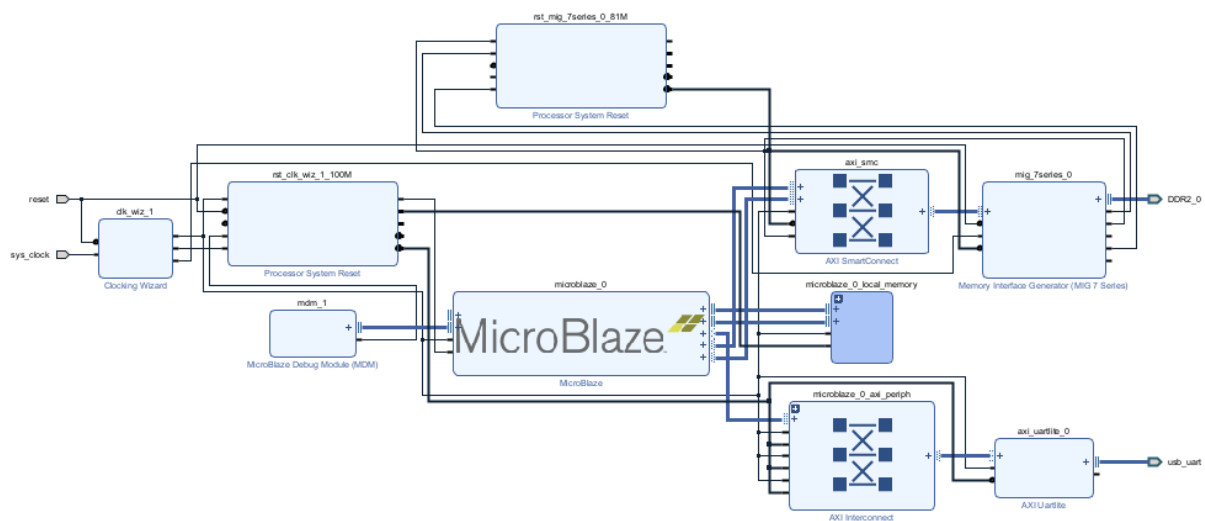 rst_mig_7series_0_81M
Processor System Reset
axi_smc
AXI SmartConnect
mig_7series_0
Memory Interface Generator (MIG 7 Series)
DDR2_0
rst_clk_wiz_1_100M
Processor System Reset
reset
sys_clock
clk_wiz_1
Clocking Wizard
mdm_1
MicroBlaze Debug Module (MDM)
microblaze_0
MicroBlaze
MicroBlaze
microblaze_0_local_memory
microblaze_0_axi_periph
AXI Interconnect
axi_uartlite_0
AXI Uartlite
usb_uart